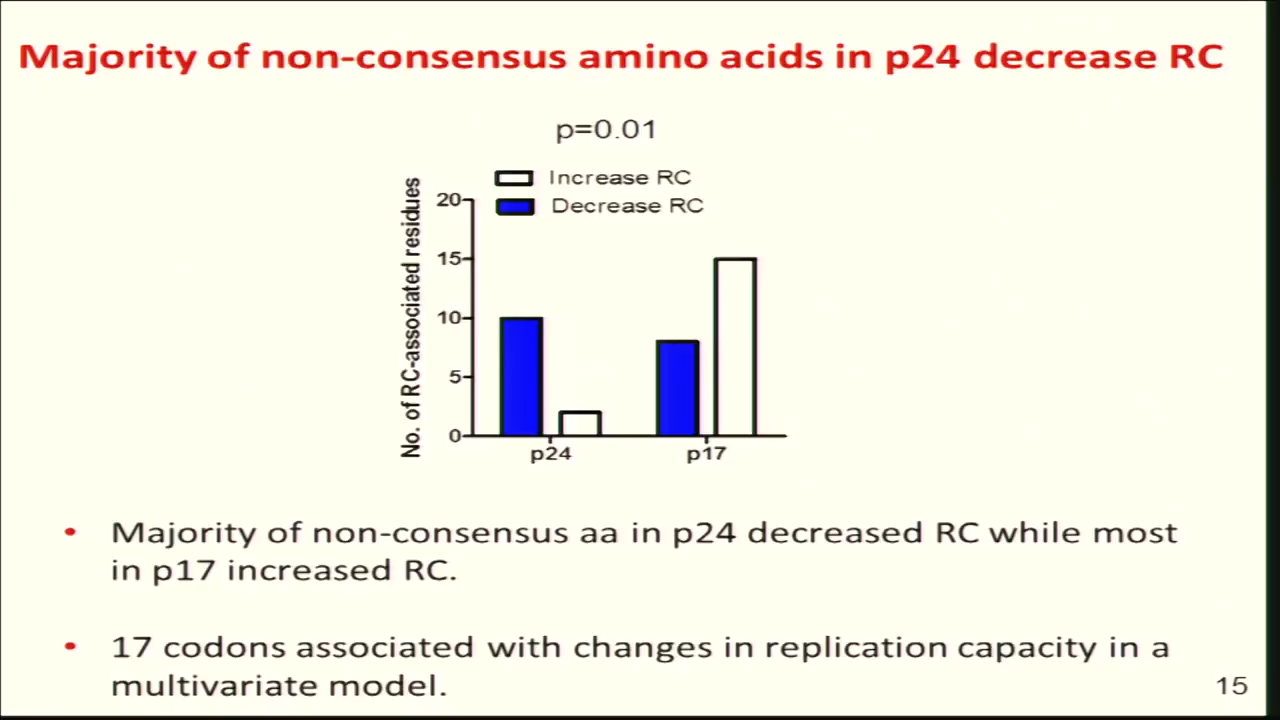 Majority of non-consensus amino acids in p24 decrease RC
p=0.01
Increase RC
Decrease RC
No. of RC-associated residues
20
15
10
5
0
p24
p17
• Majority of non-consensus aa in p24 decreased RC while most
in p17 increased RC.
• 17 codons associated with changes in replication capacity in a
multivariate model.
15